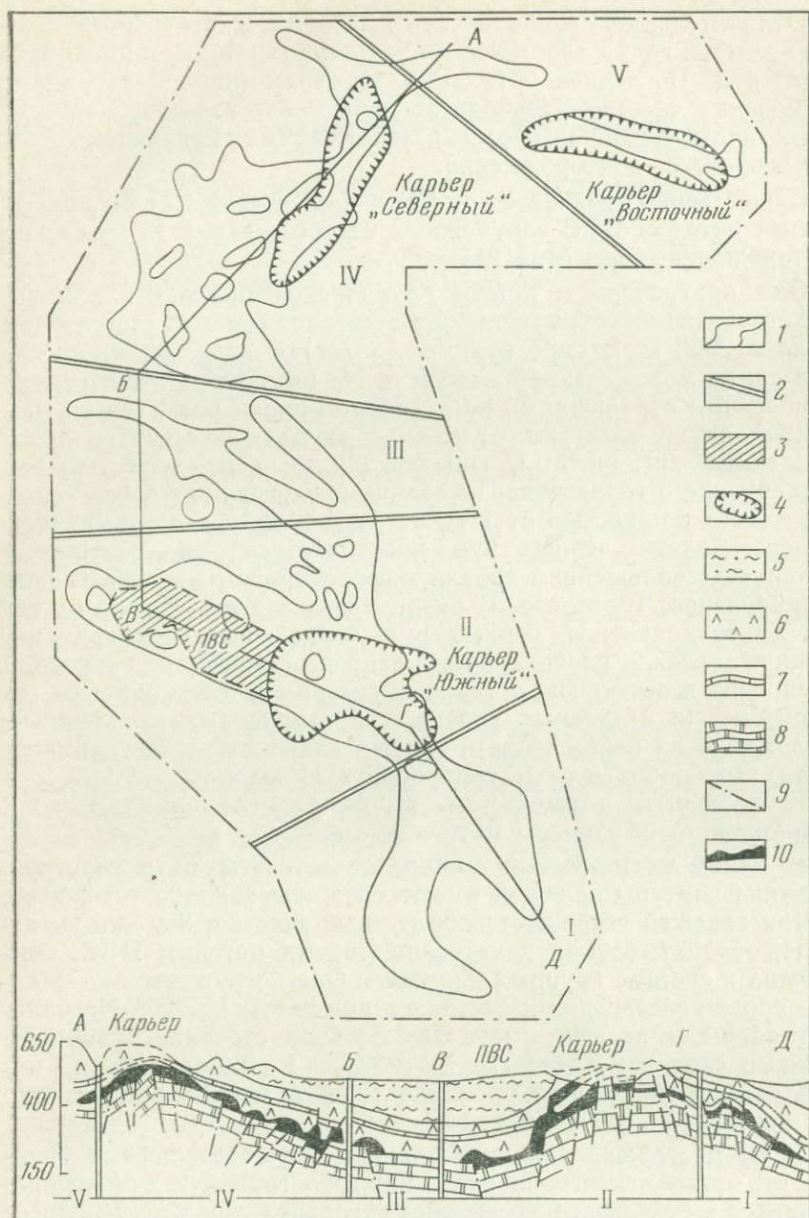 А
V
Карьер
„Северный“
Карьер
„Восточный“
IV
Б
III
В
ПВС
II
Карьер
„Южный“
Г
I
Д
1
2
3
4
5
6
7
8
9
10
А Карьер Б В ПВС Карьер Г Д
650
400
150
V IV III II I